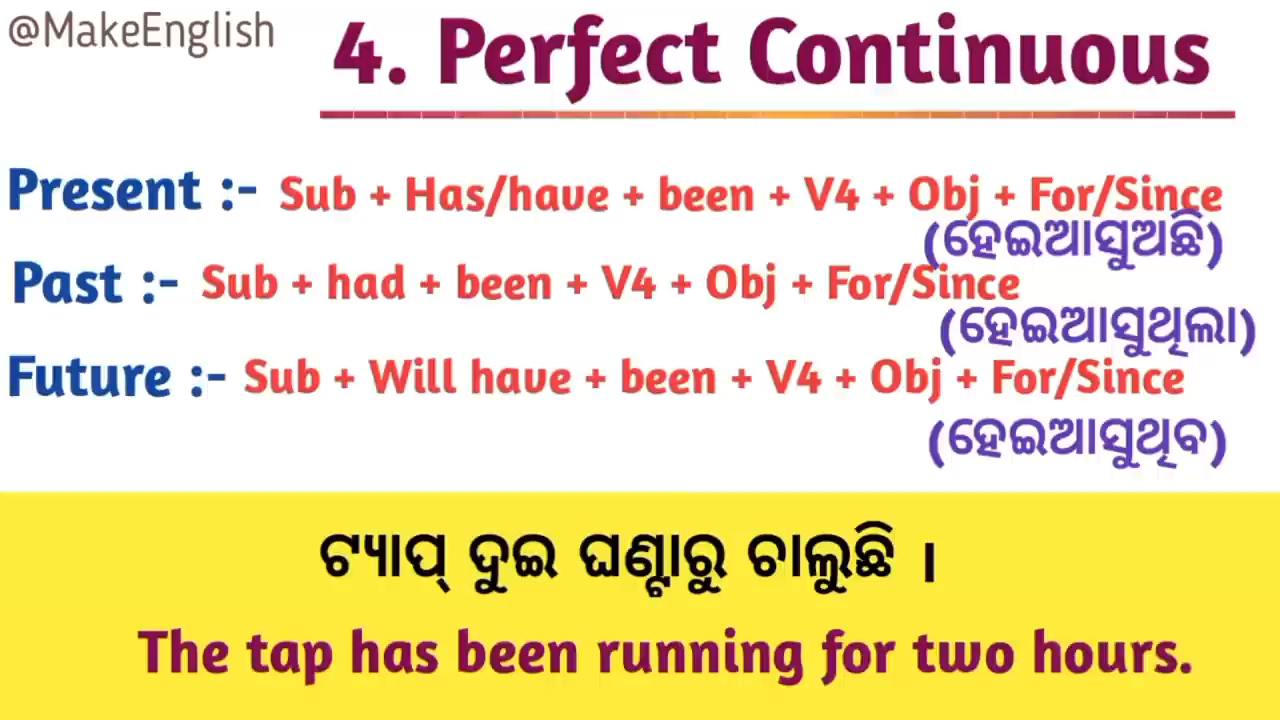 @MakeEnglish
4. Perfect Continuous
Present :- Sub + Has/have + been + V4 + Obj + For/Since
(ହେଇଆସୁଅଛି)
Past :- Sub + had + been + V4 + Obj + For/Since
(ହେଇଆସୁଥିଲା)
Future :- Sub + Will have + been + V4 + Obj + For/Since
(ହେଇଆସୁଥିବ)
ଟ୍ୟାପ୍ ଦୁଇ ଘଣ୍ଟାରୁ ଚାଲୁଛି ।
The tap has been running for two hours.